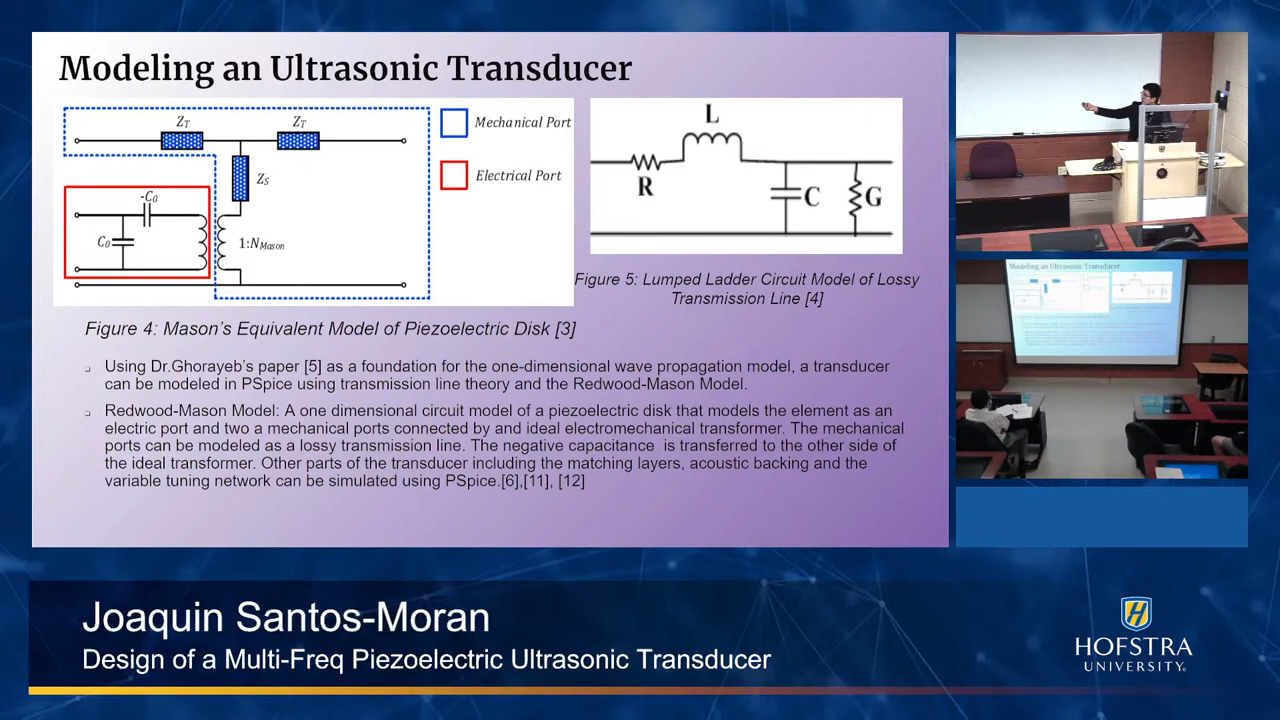 Modeling an Ultrasonic Transducer
Z_T
Z_T
Z_S
-C_0
C_0
1:N_Mason
Mechanical Port
Electrical Port
L
R
C
G
Figure 5: Lumped Ladder Circuit Model of Lossy
Transmission Line [4]
Figure 4: Mason's Equivalent Model of Piezoelectric Disk [3]
Using Dr.Ghorayeb's paper [5] as a foundation for the one-dimensional wave propagation model, a transducer
can be modeled in PSpice using transmission line theory and the Redwood-Mason Model.
Redwood-Mason Model: A one dimensional circuit model of a piezoelectric disk that models the element as an
electric port and two a mechanical ports connected by and ideal electromechanical transformer. The mechanical
ports can be modeled as a lossy transmission line. The negative capacitance is transferred to the other side of
the ideal transformer. Other parts of the transducer including the matching layers, acoustic backing and the
variable tuning network can be simulated using PSpice.[6],[11], [12]
Modeling an Ultrasonic Transducer
Joaquin Santos-Moran
Design of a Multi-Freq Piezoelectric Ultrasonic Transducer
H
HOFSTRA
UNIVERSITY®